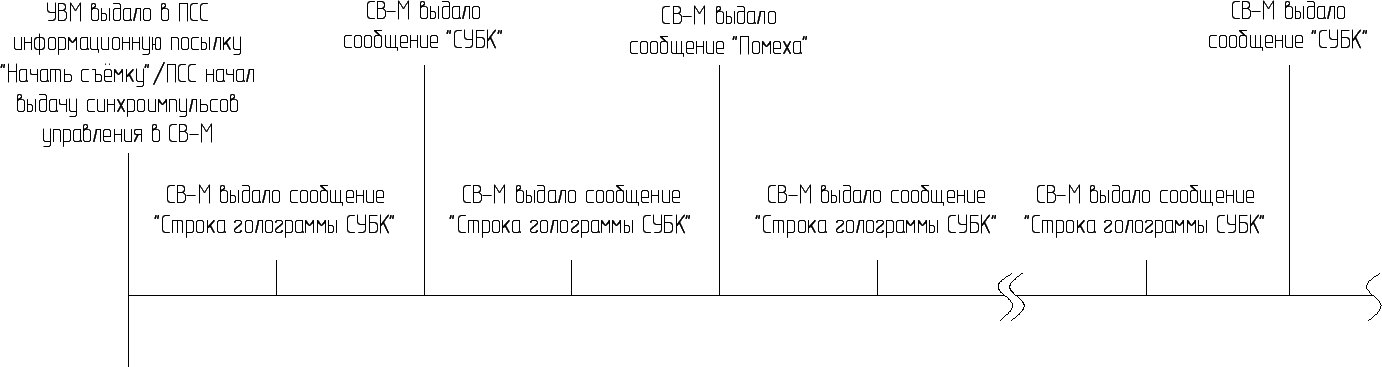 УВМ выдало в ПСС
информационную посылку
"Начать съёмку"/ПСС начал
выдачу синхроимпульсов
управления в СВ-М
СВ-М выдало
сообщение "СУБК"
СВ-М выдало
сообщение "Помеха"
СВ-М выдало
сообщение "СУБК"
СВ-М выдало сообщение
"Строка голограммы СУБК"
СВ-М выдало сообщение
"Строка голограммы СУБК"
СВ-М выдало сообщение
"Строка голограммы СУБК"
СВ-М выдало сообщение
"Строка голограммы СУБК"